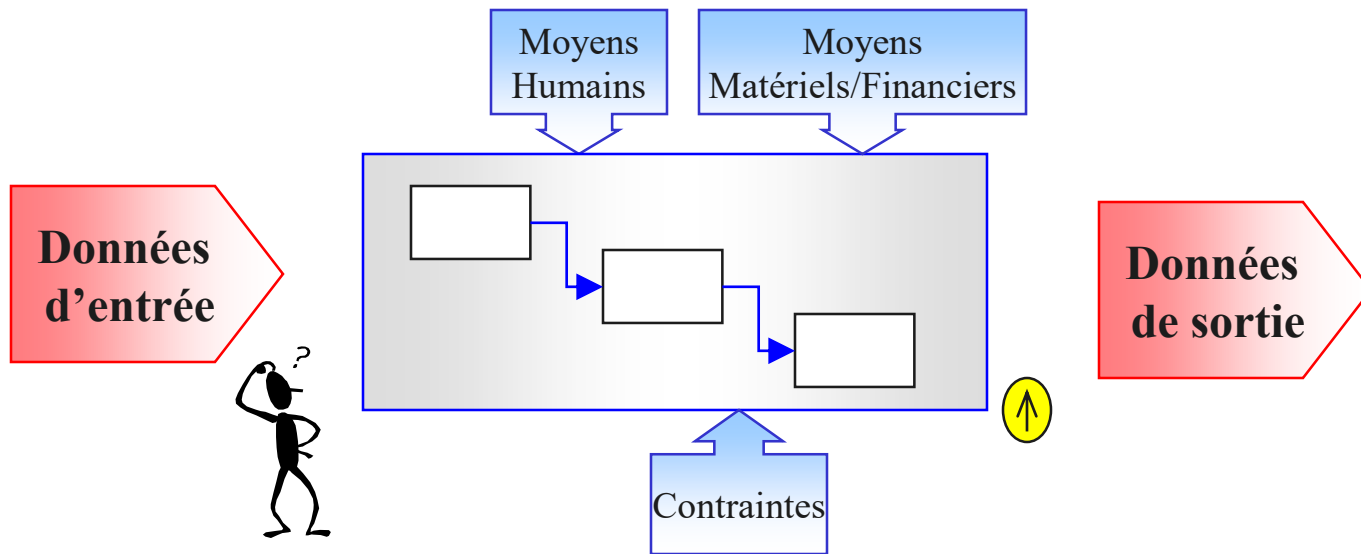 Moyens
Humains
Moyens
Matériels/Financiers
Données
d’entrée
?
Données
de sortie
Contraintes